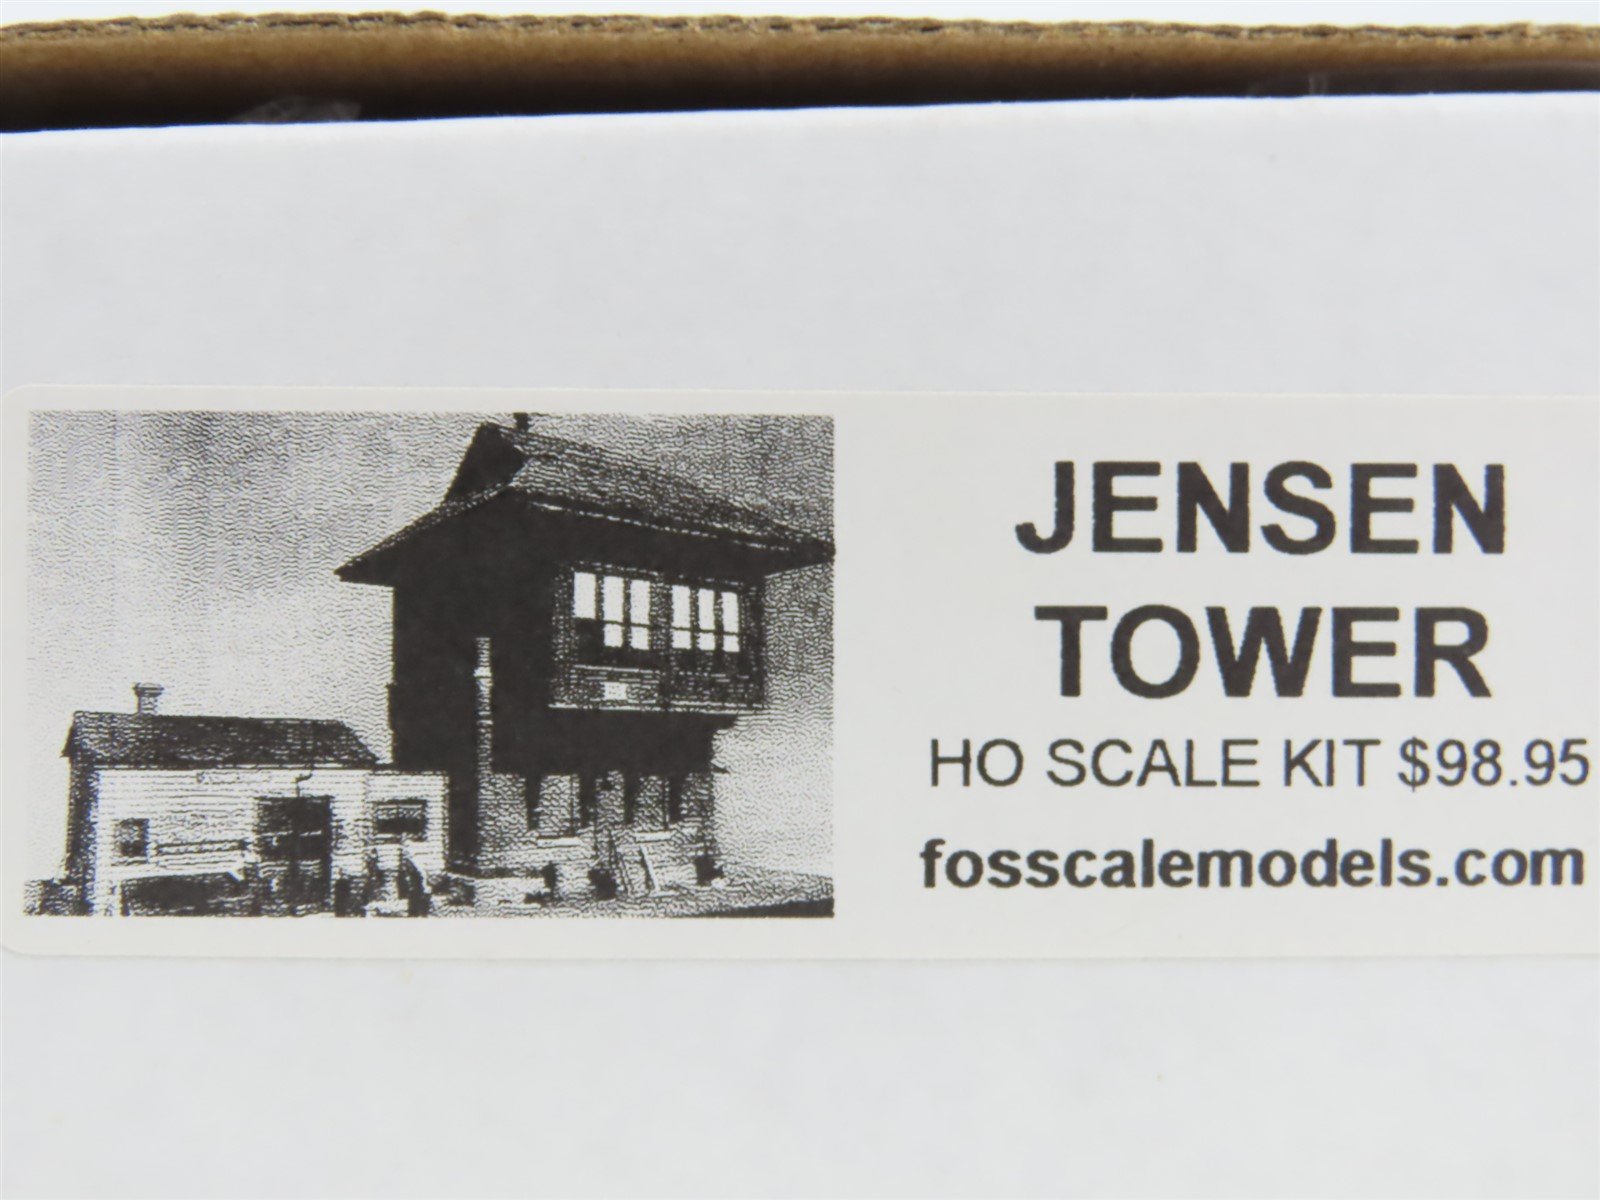 JENSEN
TOWER
HO SCALE KIT $98.95
fosscalemodels.com